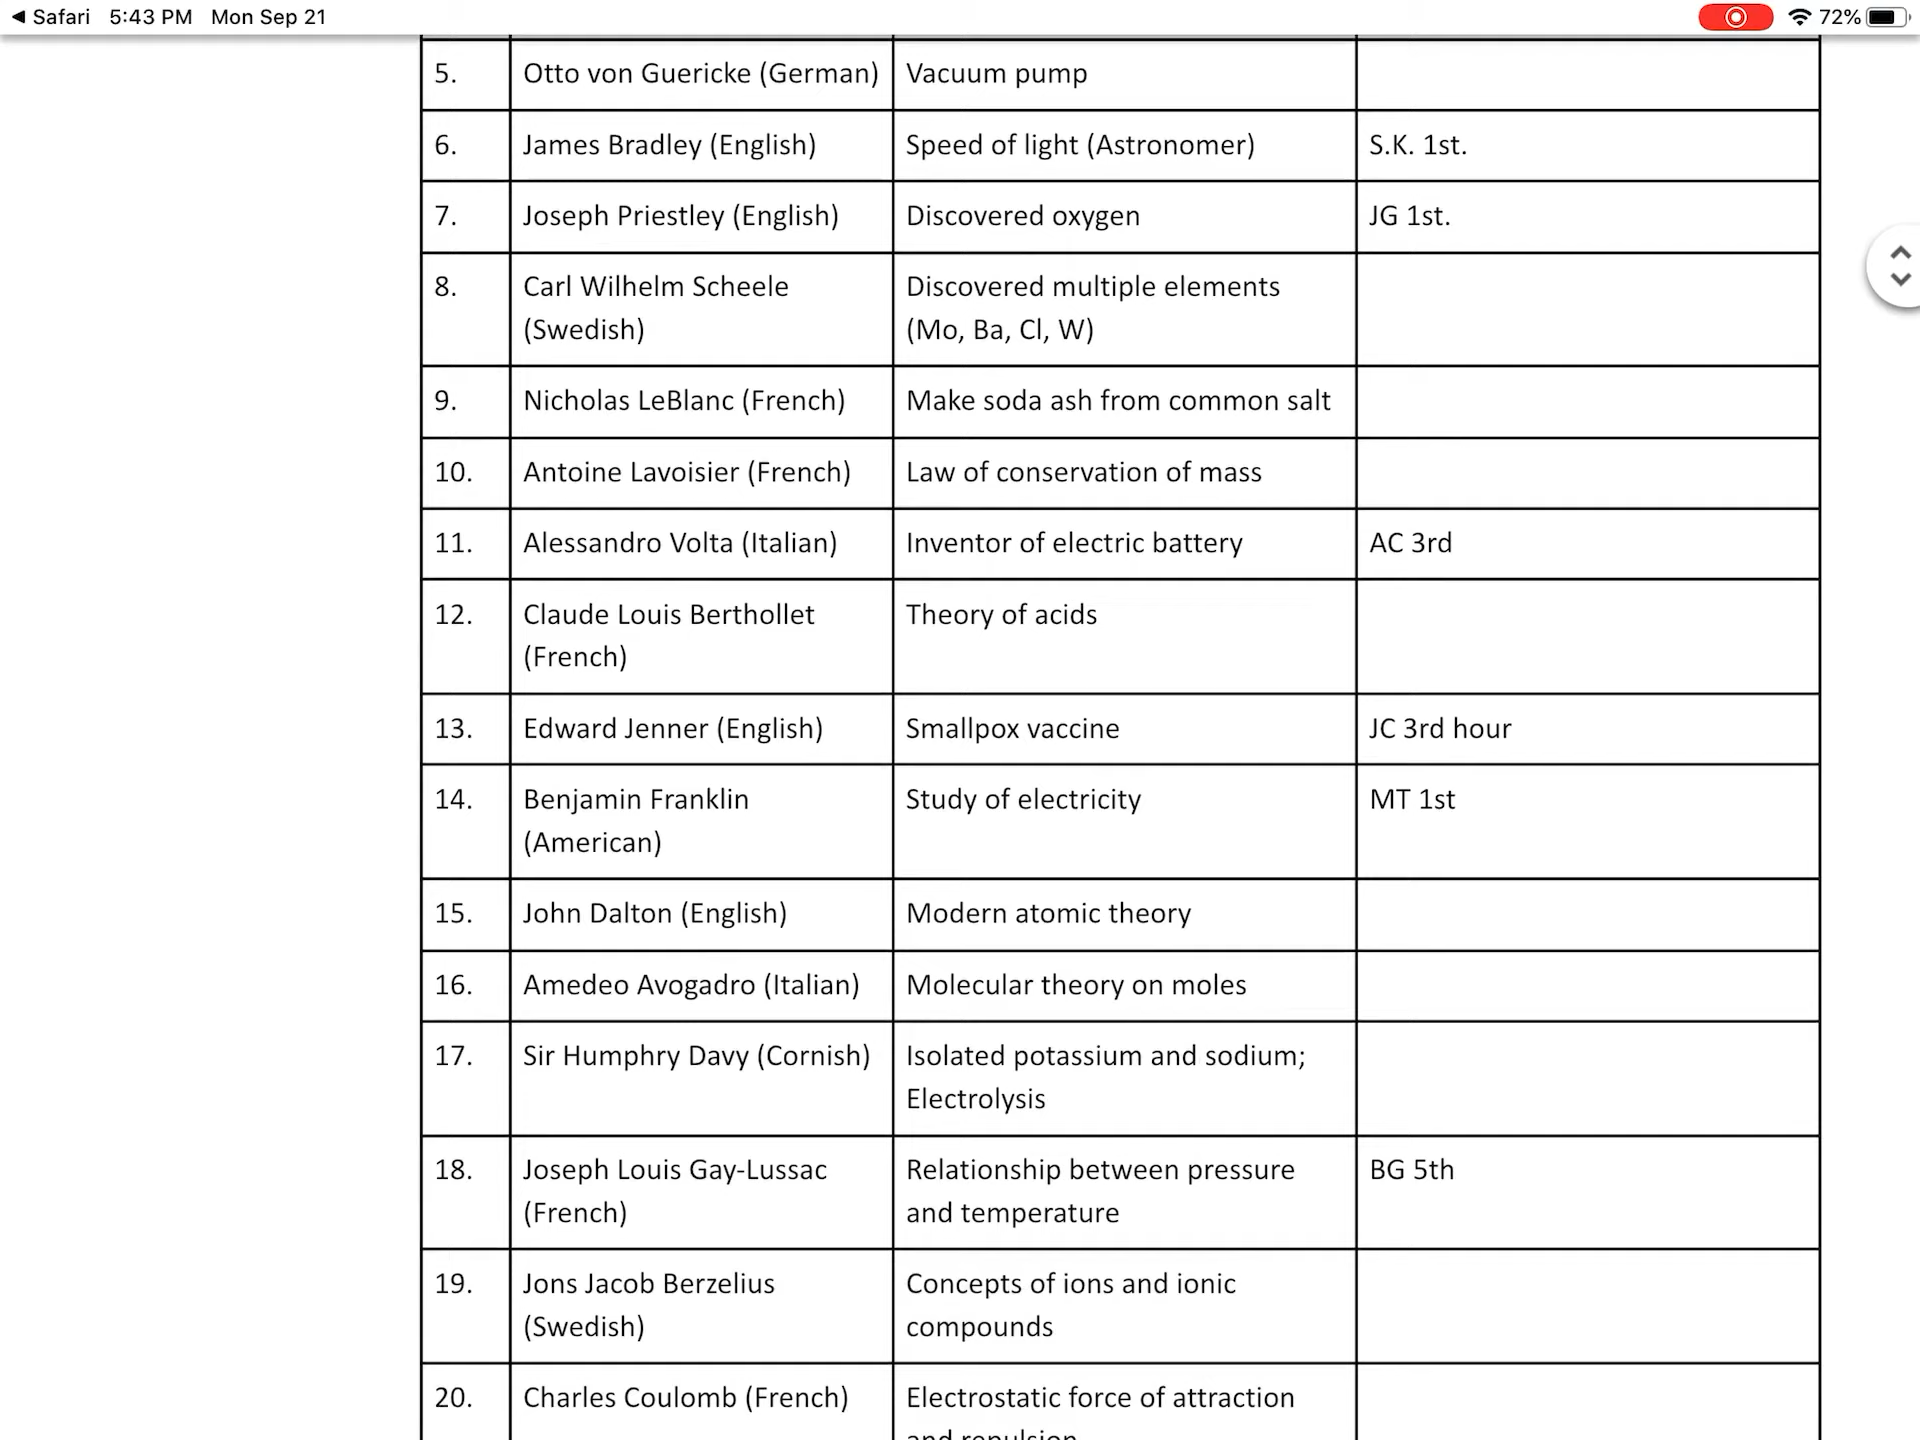 ◀ Safari 5:43 PM Mon Sep 21 72%
5. Otto von Guericke (German) Vacuum pump
6. James Bradley (English) Speed of light (Astronomer) S.K. 1st.
7. Joseph Priestley (English) Discovered oxygen JG 1st.
8. Carl Wilhelm Scheele Discovered multiple elements
(Swedish) (Mo, Ba, Cl, W)
9. Nicholas LeBlanc (French) Make soda ash from common salt
10. Antoine Lavoisier (French) Law of conservation of mass
11. Alessandro Volta (Italian) Inventor of electric battery AC 3rd
12. Claude Louis Berthollet Theory of acids
(French)
13. Edward Jenner (English) Smallpox vaccine JC 3rd hour
14. Benjamin Franklin Study of electricity MT 1st
(American)
15. John Dalton (English) Modern atomic theory
16. Amedeo Avogadro (Italian) Molecular theory on moles
17. Sir Humphry Davy (Cornish) Isolated potassium and sodium;
Electrolysis
18. Joseph Louis Gay-Lussac Relationship between pressure BG 5th
(French) and temperature
19. Jons Jacob Berzelius Concepts of ions and ionic
(Swedish) compounds
20. Charles Coulomb (French) Electrostatic force of attraction
and repulsion